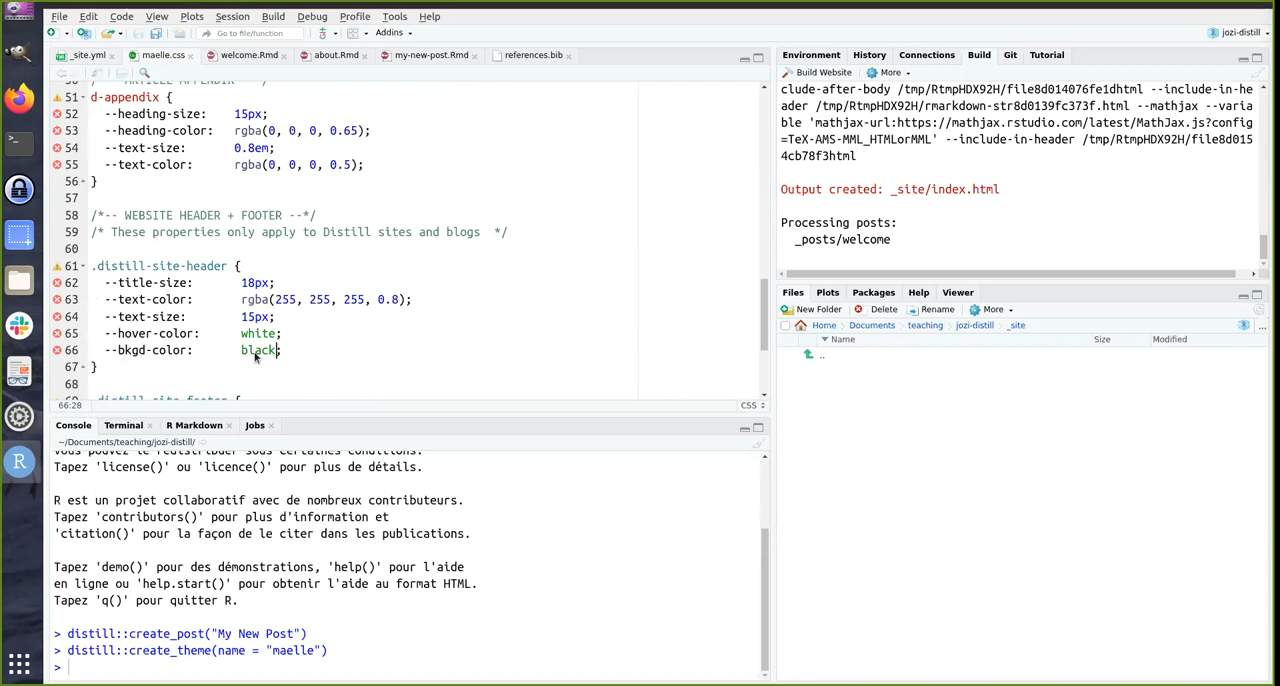 File Edit Code View Plots Session Build Debug Profile Tools Help
Go to file/function Addins
jozi-distill
_site.yml maelle.css welcome.Rmd about.Rmd my-new-post.Rmd references.bib
51 d-appendix {
52 --heading-size: 15px;
53 --heading-color: rgba(0, 0, 0, 0.65);
54 --text-size: 0.8em;
55 --text-color: rgba(0, 0, 0, 0.5);
56 }
57
58 /*-- WEBSITE HEADER + FOOTER --*/
59 /* These properties only apply to Distill sites and blogs */
60
61 .distill-site-header {
62 --title-size: 18px;
63 --text-color: rgba(255, 255, 255, 0.8);
64 --text-size: 15px;
65 --hover-color: white;
66 --bkgd-color: black;
67 }
68
66:28 CSS
Console Terminal R Markdown Jobs
~/Documents/teaching/jozi-distill/
Vous pouvez le redistribuer sous certaines conditions.
Tapez 'license()' ou 'licence()' pour plus de détails.
R est un projet collaboratif avec de nombreux contributeurs.
Tapez 'contributors()' pour plus d'information et
'citation()' pour la façon de le citer dans les publications.
Tapez 'demo()' pour des démonstrations, 'help()' pour l'aide
en ligne ou 'help.start()' pour obtenir l'aide au format HTML.
Tapez 'q()' pour quitter R.
> distill::create_post("My New Post")
> distill::create_theme(name = "maelle")
>
Environment History Connections Build Git Tutorial
Build Website More
clude-after-body /tmp/RtmpHDX92H/file8d014076fe1dhtml --include-in-he
ader /tmp/RtmpHDX92H/rmarkdown-str8d0139fc373f.html --mathjax --varia
ble 'mathjax-url:https://mathjax.rstudio.com/latest/MathJax.js?config
=TeX-AMS-MML_HTMLorMML' --include-in-header /tmp/RtmpHDX92H/file8d015
4cb78f3html
Output created: _site/index.html
Processing posts:
_posts/welcome
Files Plots Packages Help Viewer
New Folder Delete Rename More
Home Documents teaching jozi-distill _site ...
Name Size Modified
..
R